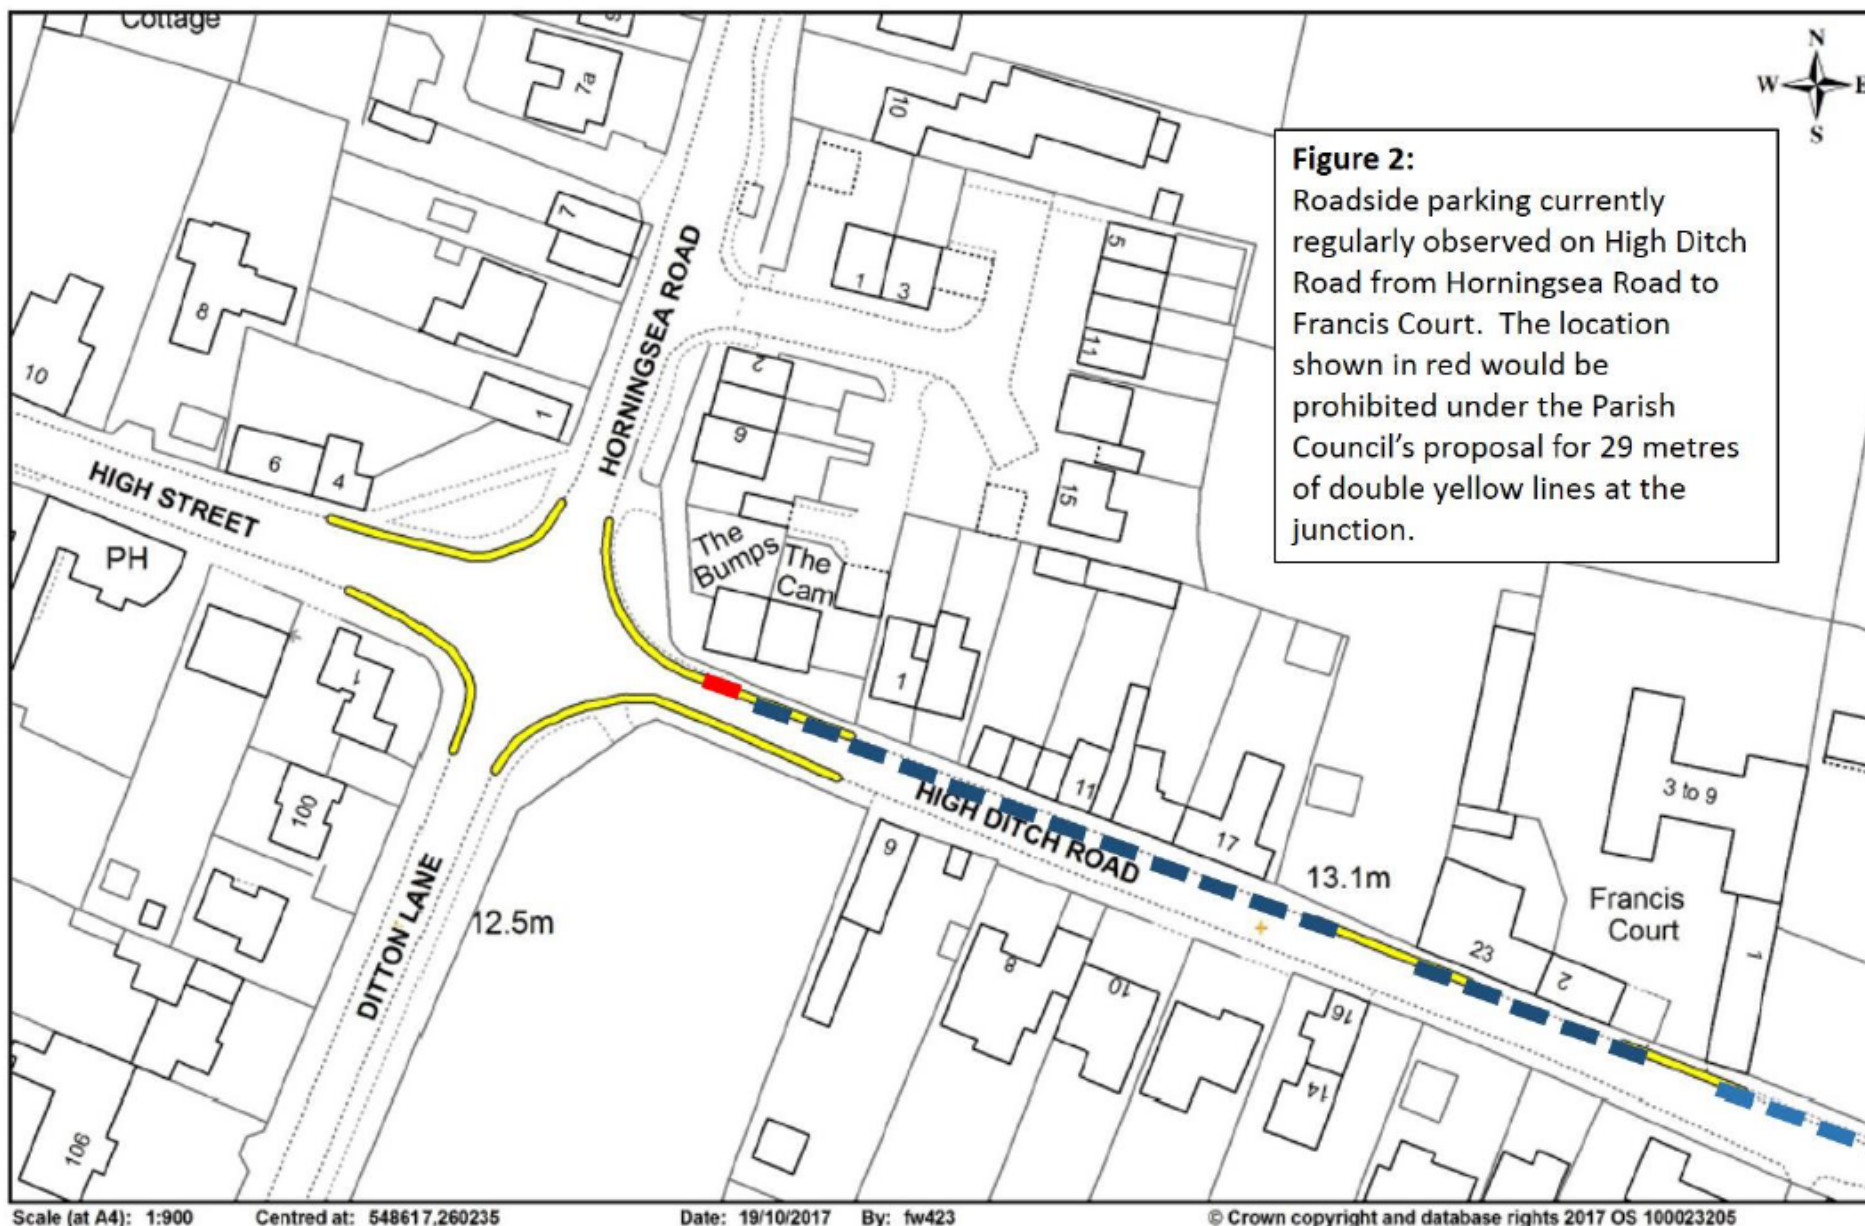 Cottage
N
W E
S
7a
10
Figure 2:
Roadside parking currently
regularly observed on High Ditch
Road from Horningsea Road to
Francis Court. The location
shown in red would be
prohibited under the Parish
Council's proposal for 29 metres
of double yellow lines at the
junction.
7
HORNINGSEA ROAD
1
3
5
11
8
10
1
2
9
6
4
15
HIGH STREET
PH
The
Bumps
The
Cam
1
1
100
11
HIGH DITCH ROAD
17
3 to 9
13.1m
Francis
Court
9
12.5m
DITTON LANE
23
2
1
8
10
16
14
106
Scale (at A4): 1:900
Centred at: 548617,260235
Date: 19/10/2017
By: fw423
© Crown copyright and database rights 2017 OS 100023205